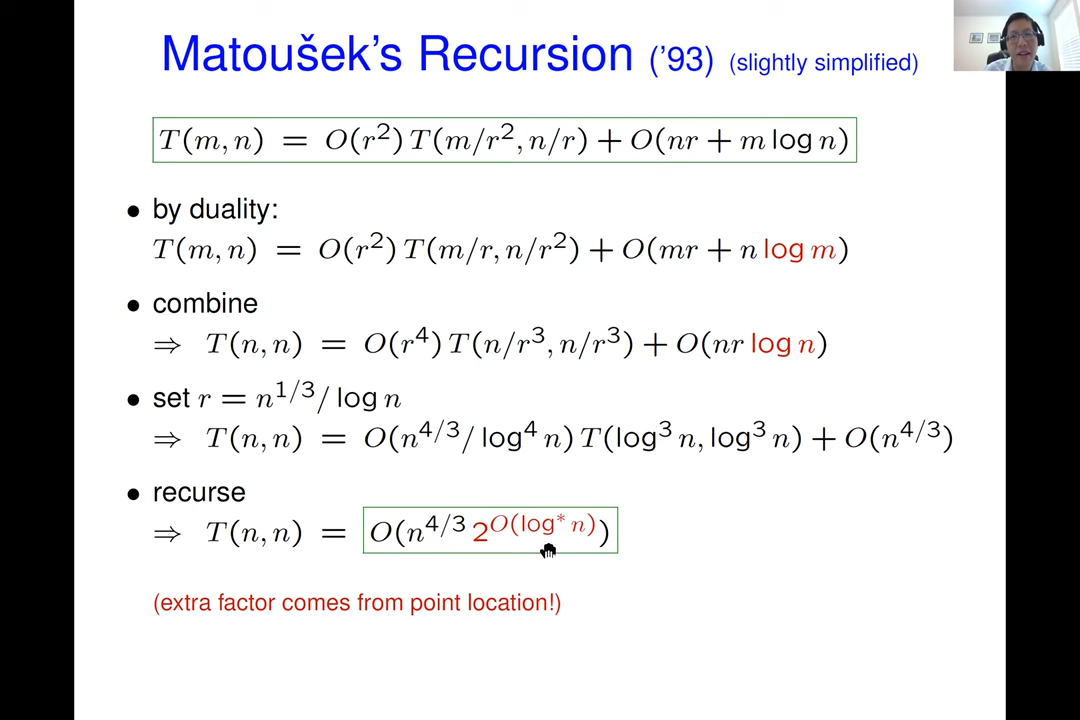 Matoušek's Recursion ('93) (slightly simplified)
T(m, n) = O(r²) T(m/r², n/r) + O(nr + m log n)
• by duality:
T(m, n) = O(r²) T(m/r, n/r²) + O(mr + n log m)
• combine
⇒ T(n, n) = O(r⁴) T(n/r³, n/r³) + O(nr log n)
• set r = n^{1/3}/ log n
⇒ T(n, n) = O(n^{4/3}/ log⁴ n) T(log³ n, log³ n) + O(n^{4/3})
• recurse
⇒ T(n, n) = O(n^{4/3} 2^{O(log* n)})
(extra factor comes from point location!)